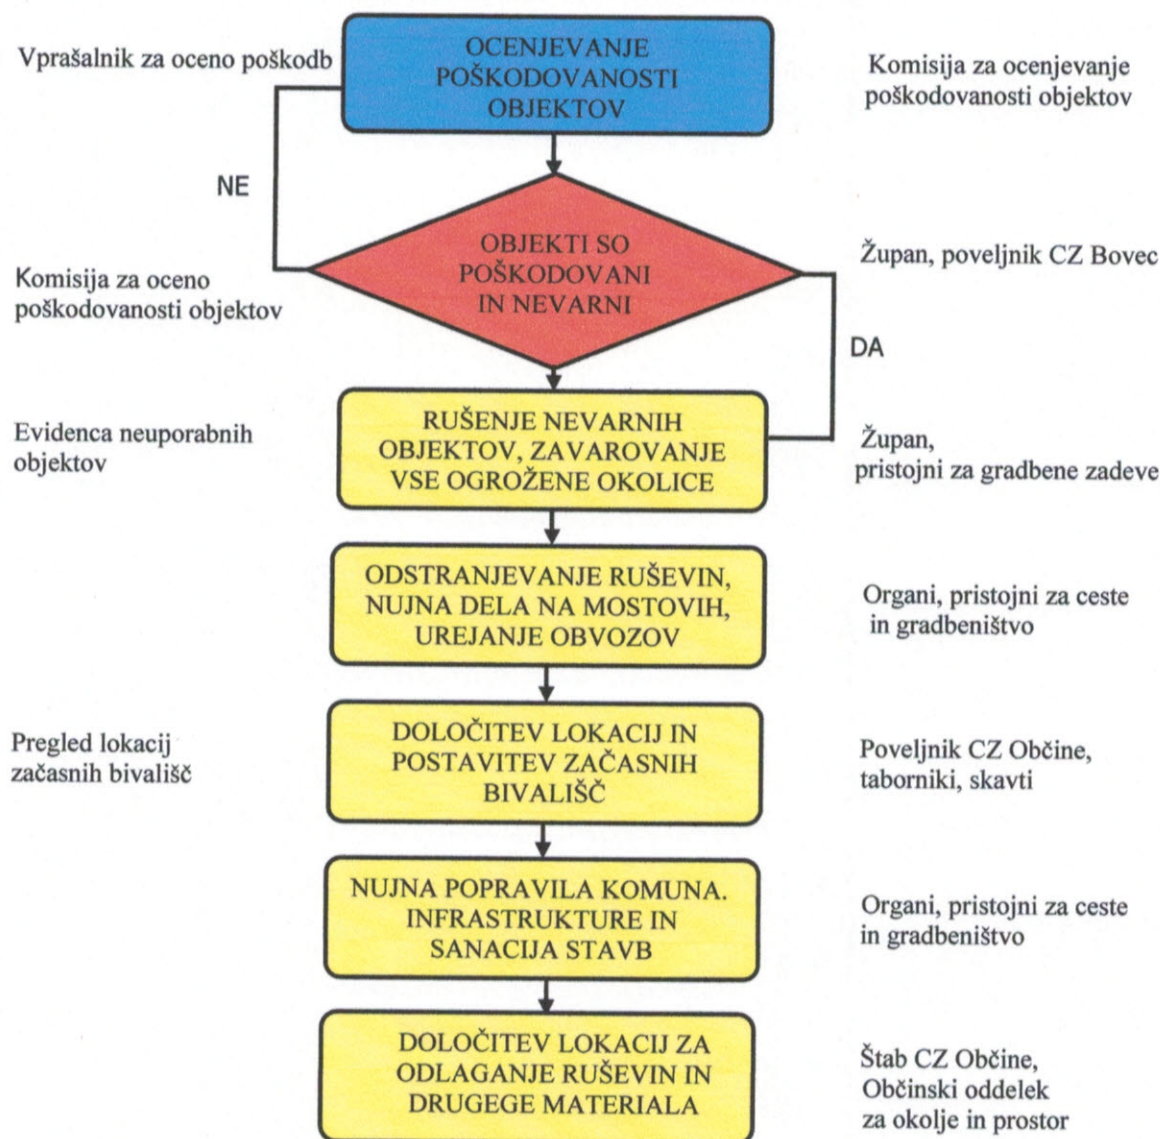 Vprašalnik za oceno poškodb
OCENJEVANJE
POŠKODOVANOSTI
OBJEKTOV
Komisija za ocenjevanje
poškodovanosti objektov
NE
OBJEKTI SO
POŠKODOVANI
IN NEVARNI
Župan, poveljnik CZ Bovec
Komisija za oceno
poškodovanosti objektov
DA
Evidenca neuporabnih
objektov
RUŠENJE NEVARNIH
OBJEKTOV, ZAVAROVANJE
VSE OGROŽENE OKOLICE
Župan,
pristojni za gradbene zadeve
ODSTRANJEVANJE RUŠEVIN,
NUJNA DELA NA MOSTOVIH,
UREJANJE OBVOZOV
Organi, pristojni za ceste
in gradbeništvo
Pregled lokacij
začasnih bivališč
DOLOČITEV LOKACIJ IN
POSTAVITEV ZAČASNIH
BIVALIŠČ
Poveljnik CZ Občine,
taborniki, skavti
NUJNA POPRAVILA KOMUNA.
INFRASTRUKTURE IN
SANACIJA STAVB
Organi, pristojni za ceste
in gradbeništvo
DOLOČITEV LOKACIJ ZA
ODLAGANJE RUŠEVIN IN
DRUGEGE MATERIALA
Štab CZ Občine,
Občinski oddelek
za okolje in prostor